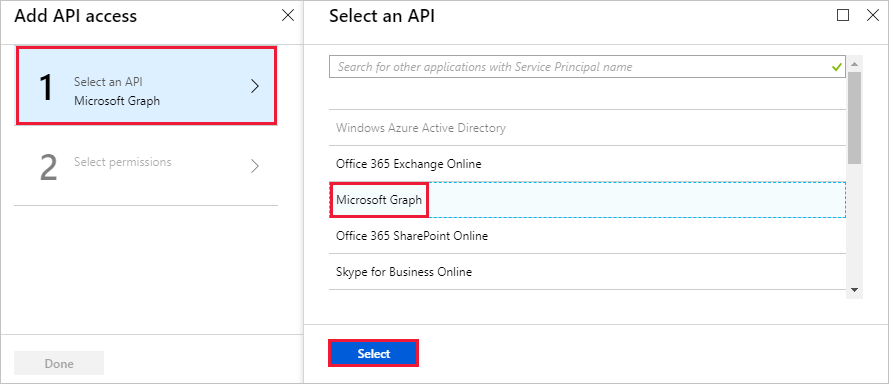 Add API access
1
Select an API
Microsoft Graph
2
Select permissions
Done
Select an API
Search for other applications with Service Principal name
Windows Azure Active Directory
Office 365 Exchange Online
Microsoft Graph
Office 365 SharePoint Online
Skype for Business Online
Select